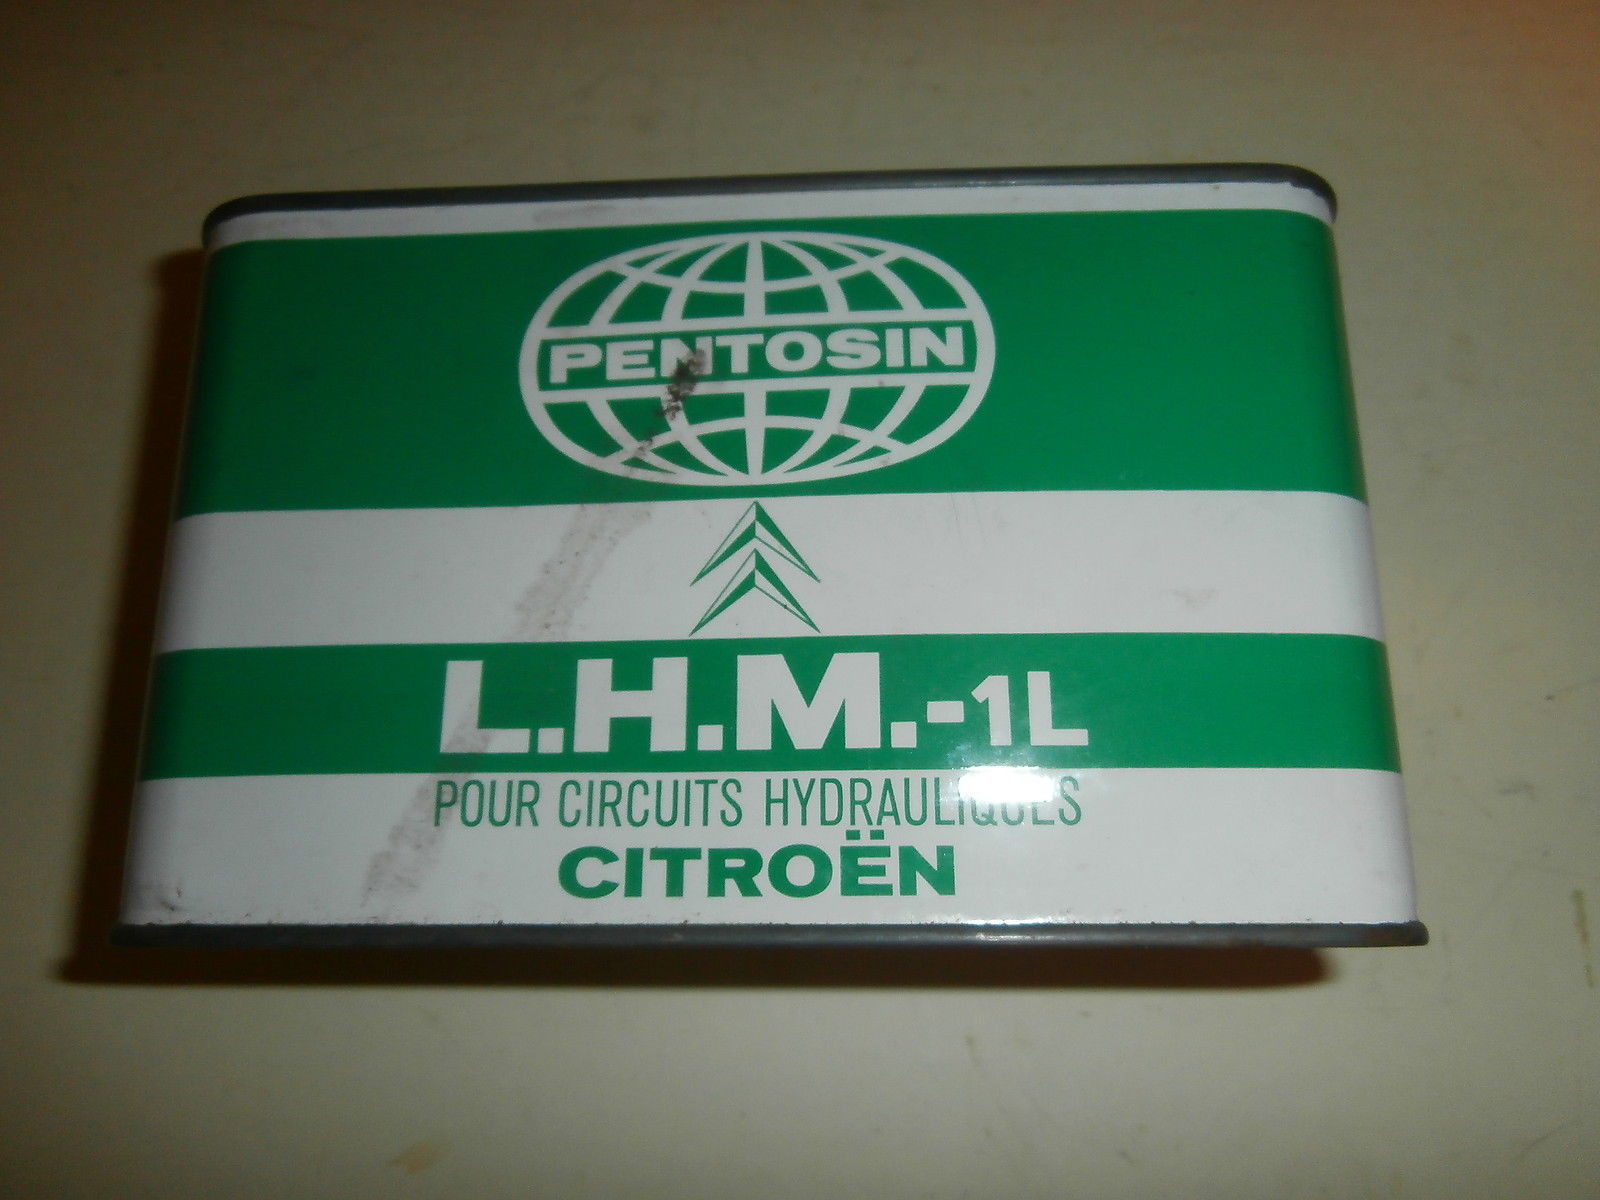 PENTOSIN
L.H.M.-1L
POUR CIRCUITS HYDRAULIQUES
CITROËN